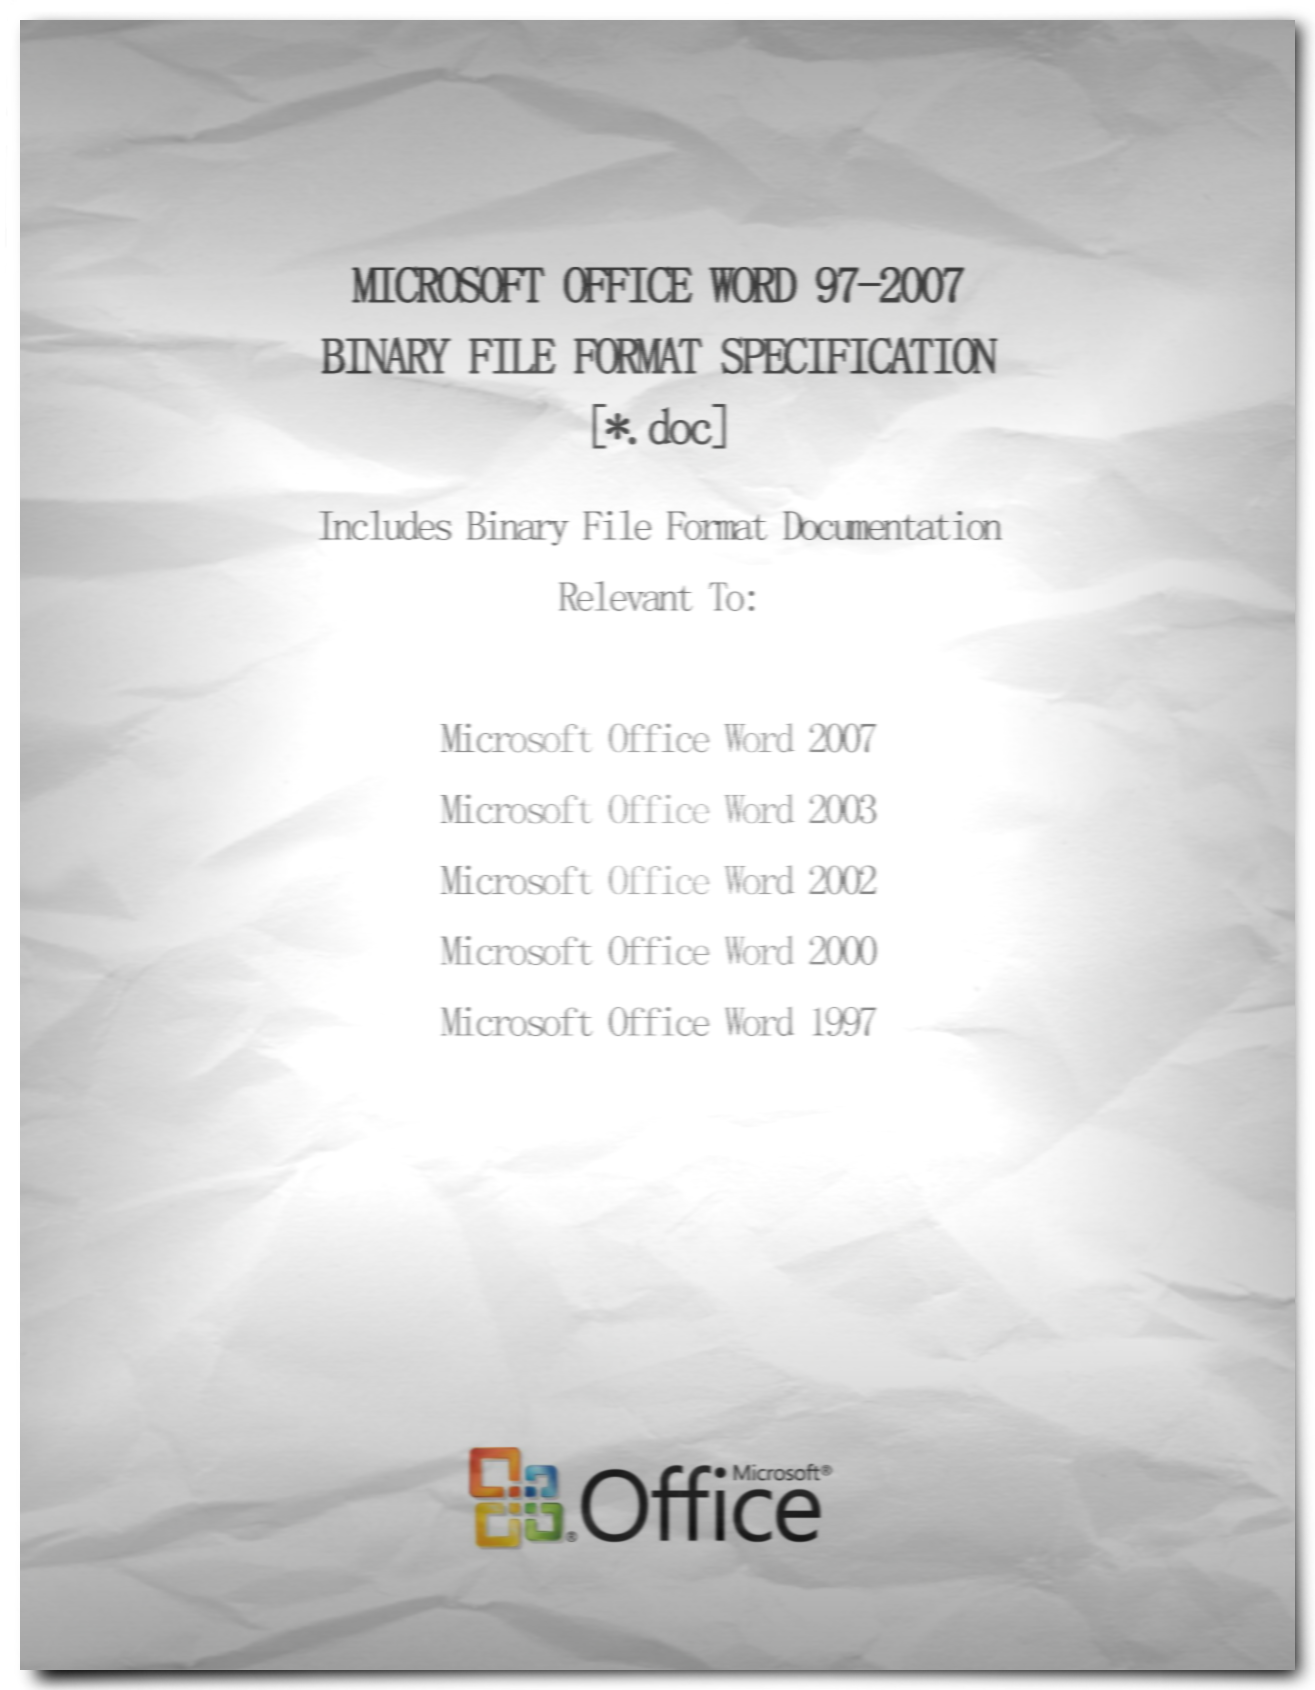 MICROSOFT OFFICE WORD 97-2007
BINARY FILE FORMAT SPECIFICATION
[*.doc]
Includes Binary File Format Documentation
Relevant To:
Microsoft Office Word 2007
Microsoft Office Word 2003
Microsoft Office Word 2002
Microsoft Office Word 2000
Microsoft Office Word 1997
Microsoft®
®Office